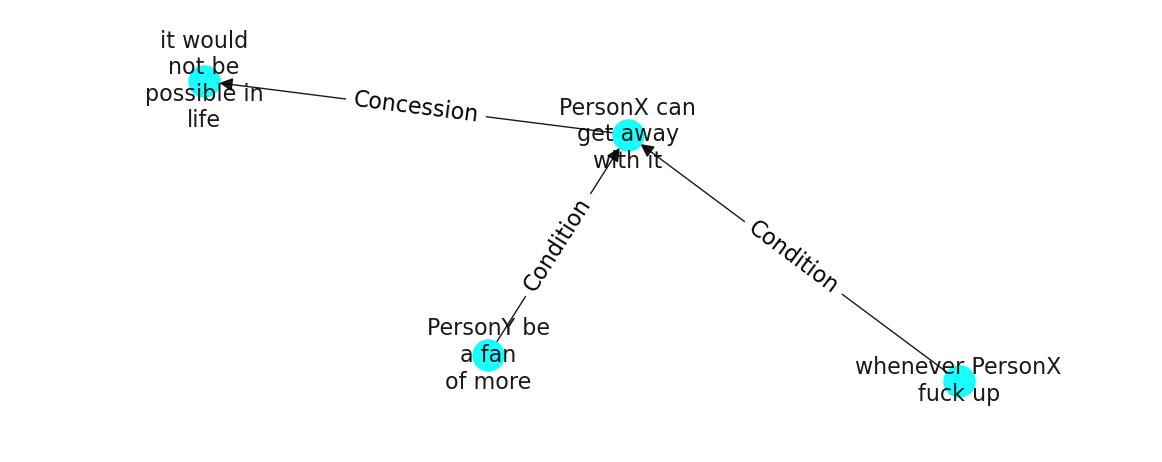 it would
not be
possible in
life
Concession
PersonX can
get away
with it
Condition
Condition
PersonY be
a fan
of more
whenever PersonX
fuck up